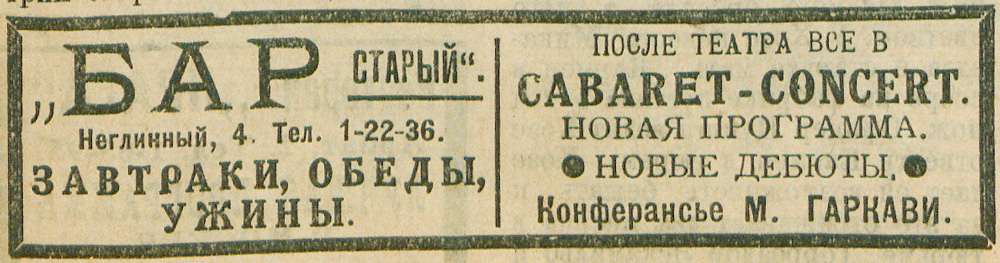 „БАР СТАРЫЙ“.
Неглинный, 4. Тел. 1-22-36.
ЗАВТРАКИ, ОБЕДЫ,
УЖИНЫ.
ПОСЛЕ ТЕАТРА ВСЕ В
CABARET-CONCERT.
НОВАЯ ПРОГРАММА.
● НОВЫЕ ДЕБЮТЫ. ●
Конферансье М. ГАРКАВИ.